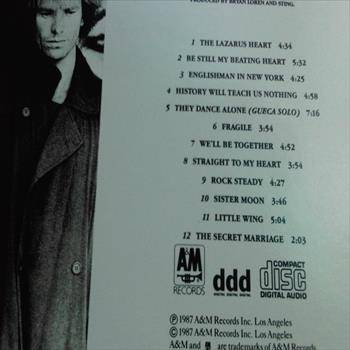 PRODUCED BY BRYAN LOREN AND STING.
1 THE LAZARUS HEART 4:34
2 BE STILL MY BEATING HEART 5:32
3 ENGLISHMAN IN NEW YORK 4:25
4 HISTORY WILL TEACH US NOTHING 4:58
5 THEY DANCE ALONE (GUECA SOLO) 7:16
6 FRAGILE 3:54
7 WE'LL BE TOGETHER 4:52
8 STRAIGHT TO MY HEART 3:54
9 ROCK STEADY 4:27
10 SISTER MOON 3:46
11 LITTLE WING 5:04
12 THE SECRET MARRIAGE 2:03
A&M
RECORDS
ddd
DIGITAL DIGITAL DIGITAL
COMPACT
disc
DIGITAL AUDIO
℗ 1987 A&M Records Inc. Los Angeles
© 1987 A&M Records Inc. Los Angeles
A&M and are trademarks of A&M Records